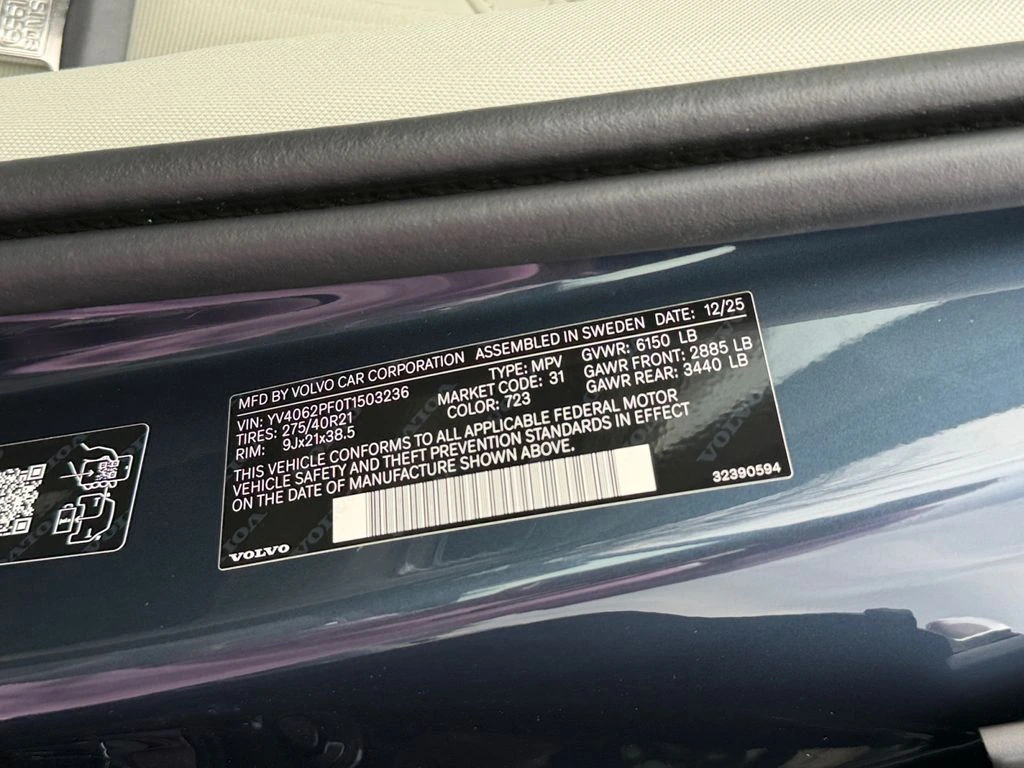 SINCE
1959
MFD BY VOLVO CAR CORPORATION ASSEMBLED IN SWEDEN DATE: 12/25
VIN: YV4062PF0T1503236 TYPE: MPV GVWR: 6150 LB
TIRES: 275/40R21 MARKET CODE: 31 GAWR FRONT: 2885 LB
RIM: 9Jx21x38.5 COLOR: 723 GAWR REAR: 3440 LB
THIS VEHICLE CONFORMS TO ALL APPLICABLE FEDERAL MOTOR
VEHICLE SAFETY AND THEFT PREVENTION STANDARDS IN EFFECT
ON THE DATE OF MANUFACTURE SHOWN ABOVE.
32390594
VOLVO